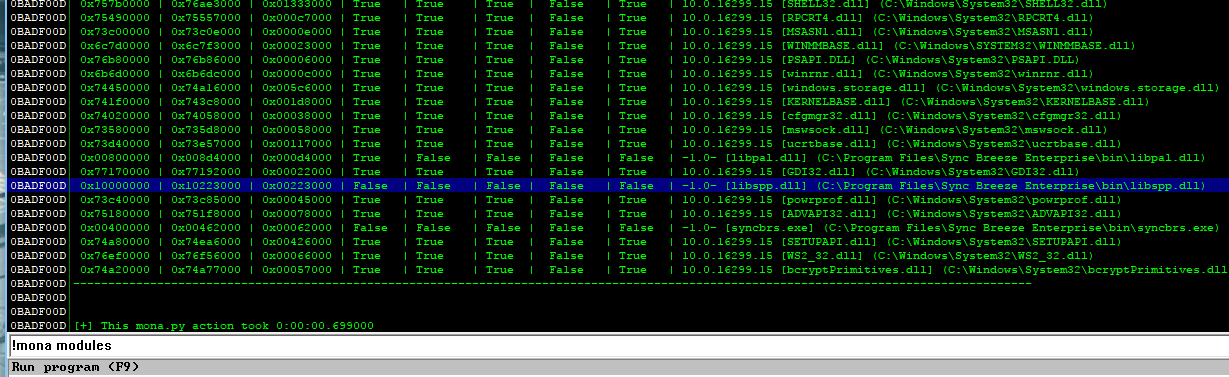 0BADF00D 0x757b0000 | 0x76ae3000 | 0x01333000 | True | True | True | False | True | 10.0.16299.15 [SHELL32.dll] (C:\Windows\System32\SHELL32.dll)
0BADF00D 0x75490000 | 0x75557000 | 0x000c7000 | True | True | True | False | True | 10.0.16299.15 [RPCRT4.dll] (C:\Windows\System32\RPCRT4.dll)
0BADF00D 0x73c00000 | 0x73c0e000 | 0x0000e000 | True | True | True | False | True | 10.0.16299.15 [MSASN1.dll] (C:\Windows\System32\MSASN1.dll)
0BADF00D 0x6c7d0000 | 0x6c7f3000 | 0x00023000 | True | True | True | False | True | 10.0.16299.15 [WINMMBASE.dll] (C:\Windows\SYSTEM32\WINMMBASE.dll)
0BADF00D 0x76b80000 | 0x76b86000 | 0x00006000 | True | True | True | False | True | 10.0.16299.15 [PSAPI.DLL] (C:\Windows\System32\PSAPI.DLL)
0BADF00D 0x6b6d0000 | 0x6b6dc000 | 0x0000c000 | True | True | True | False | True | 10.0.16299.15 [winrnr.dll] (C:\Windows\System32\winrnr.dll)
0BADF00D 0x74450000 | 0x74a16000 | 0x005c6000 | True | True | True | False | True | 10.0.16299.15 [windows.storage.dll] (C:\Windows\System32\windows.storage.dll)
0BADF00D 0x741f0000 | 0x743c8000 | 0x001d8000 | True | True | True | False | True | 10.0.16299.15 [KERNELBASE.dll] (C:\Windows\System32\KERNELBASE.dll)
0BADF00D 0x74020000 | 0x74058000 | 0x00038000 | True | True | True | False | True | 10.0.16299.15 [cfgmgr32.dll] (C:\Windows\System32\cfgmgr32.dll)
0BADF00D 0x73580000 | 0x735d8000 | 0x00058000 | True | True | True | False | True | 10.0.16299.15 [mswsock.dll] (C:\Windows\System32\mswsock.dll)
0BADF00D 0x73d40000 | 0x73e57000 | 0x00117000 | True | True | True | False | True | 10.0.16299.15 [ucrtbase.dll] (C:\Windows\System32\ucrtbase.dll)
0BADF00D 0x00800000 | 0x008d4000 | 0x000d4000 | True | False | False | False | False | -1.0- [libpal.dll] (C:\Program Files\Sync Breeze Enterprise\bin\libpal.dll)
0BADF00D 0x77170000 | 0x77192000 | 0x00022000 | True | True | True | False | True | 10.0.16299.15 [GDI32.dll] (C:\Windows\System32\GDI32.dll)
0BADF00D 0x10000000 | 0x10223000 | 0x00223000 | False | False | False | False | False | -1.0- [libspp.dll] (C:\Program Files\Sync Breeze Enterprise\bin\libspp.dll)
0BADF00D 0x73c40000 | 0x73c85000 | 0x00045000 | True | True | True | False | True | 10.0.16299.15 [powrprof.dll] (C:\Windows\System32\powrprof.dll)
0BADF00D 0x75180000 | 0x751f8000 | 0x00078000 | True | True | True | False | True | 10.0.16299.15 [ADVAPI32.dll] (C:\Windows\System32\ADVAPI32.dll)
0BADF00D 0x00400000 | 0x00462000 | 0x00062000 | False | False | False | False | False | -1.0- [syncbrs.exe] (C:\Program Files\Sync Breeze Enterprise\bin\syncbrs.exe)
0BADF00D 0x74a80000 | 0x74ea6000 | 0x00426000 | True | True | True | False | True | 10.0.16299.15 [SETUPAPI.dll] (C:\Windows\System32\SETUPAPI.dll)
0BADF00D 0x76ef0000 | 0x76f56000 | 0x00066000 | True | True | True | False | True | 10.0.16299.15 [WS2_32.dll] (C:\Windows\System32\WS2_32.dll)
0BADF00D 0x74a20000 | 0x74a77000 | 0x00057000 | True | True | True | False | True | 10.0.16299.15 [bcryptPrimitives.dll] (C:\Windows\System32\bcryptPrimitives.dll
0BADF00D ----------------------------------------------------------------------------------------------------------------------------------------------
0BADF00D
0BADF00D
0BADF00D [+] This mona.py action took 0:00:00.699000
!mona modules
Run program (F9)